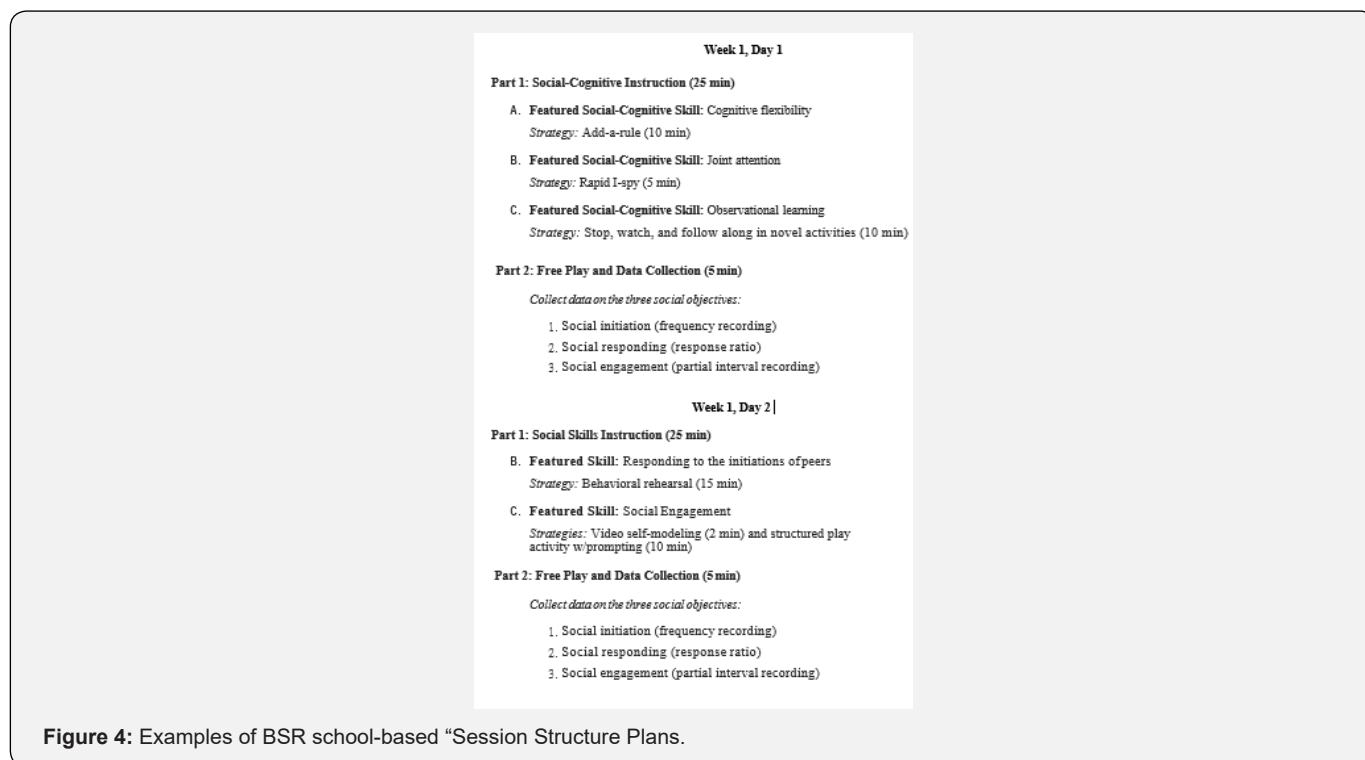 Week 1, Day 1
Part 1: Social-Cognitive Instruction (25 min)
A. Featured Social-Cognitive Skill: Cognitive flexibility
Strategy: Add-a-rule (10 min)
B. Featured Social-Cognitive Skill: Joint attention
Strategy: Rapid I-spy (5 min)
C. Featured Social-Cognitive Skill: Observational learning
Strategy: Stop, watch, and follow along in novel activities (10 min)
Part 2: Free Play and Data Collection (5 min)
Collect data on the three social objectives:
1. Social initiation (frequency recording)
2. Social responding (response ratio)
3. Social engagement (partial interval recording)
Week 1, Day 2
Part 1: Social Skills Instruction (25 min)
B. Featured Skill: Responding to the initiations of peers
Strategy: Behavioral rehearsal (15 min)
C. Featured Skill: Social Engagement
Strategies: Video self-modeling (2 min) and structured play
activity w/prompting (10 min)
Part 2: Free Play and Data Collection (5 min)
Collect data on the three social objectives:
1. Social initiation (frequency recording)
2. Social responding (response ratio)
3. Social engagement (partial interval recording)
Figure 4: Examples of BSR school-based “Session Structure Plans.